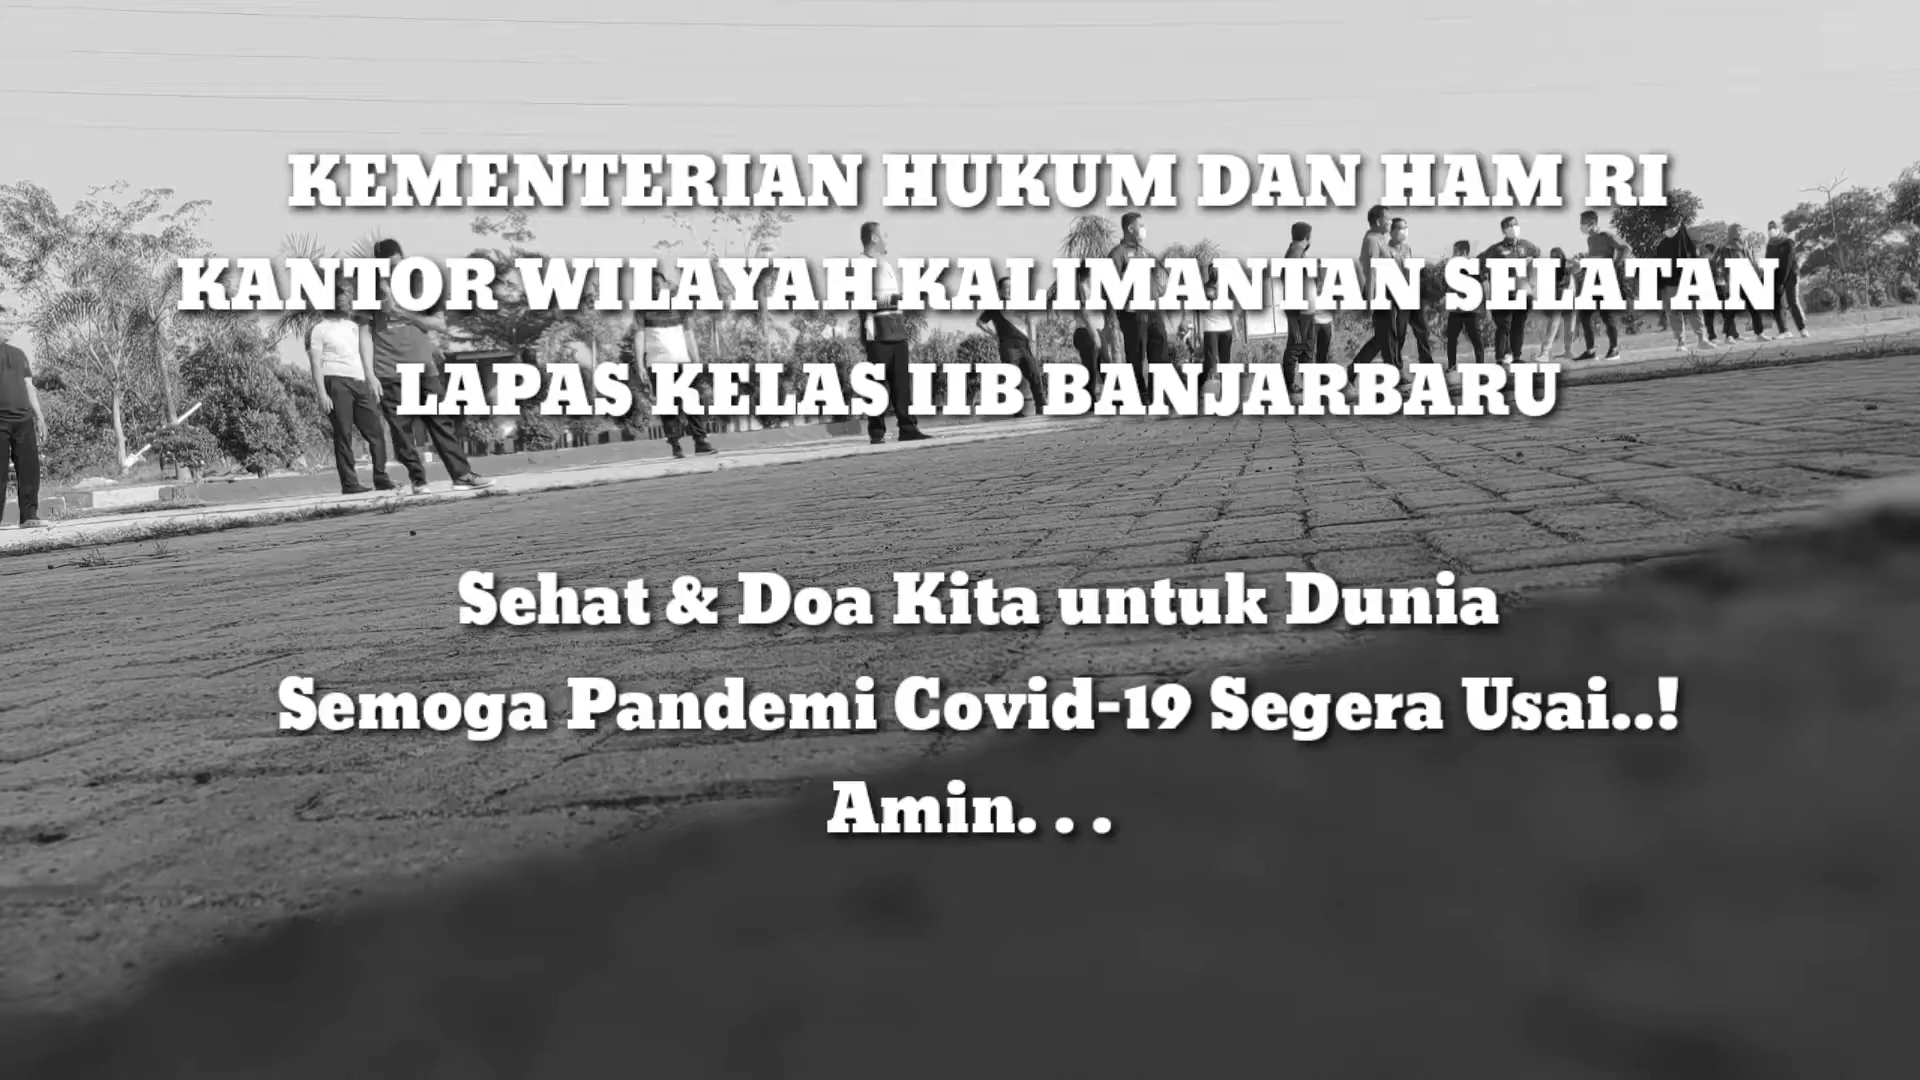 KEMENTERIAN HUKUM DAN HAM RI
KANTOR WILAYAH KALIMANTAN SELATAN
LAPAS KELAS IIB BANJARBARU
Sehat & Doa Kita untuk Dunia
Semoga Pandemi Covid-19 Segera Usai..!
Amin. . .